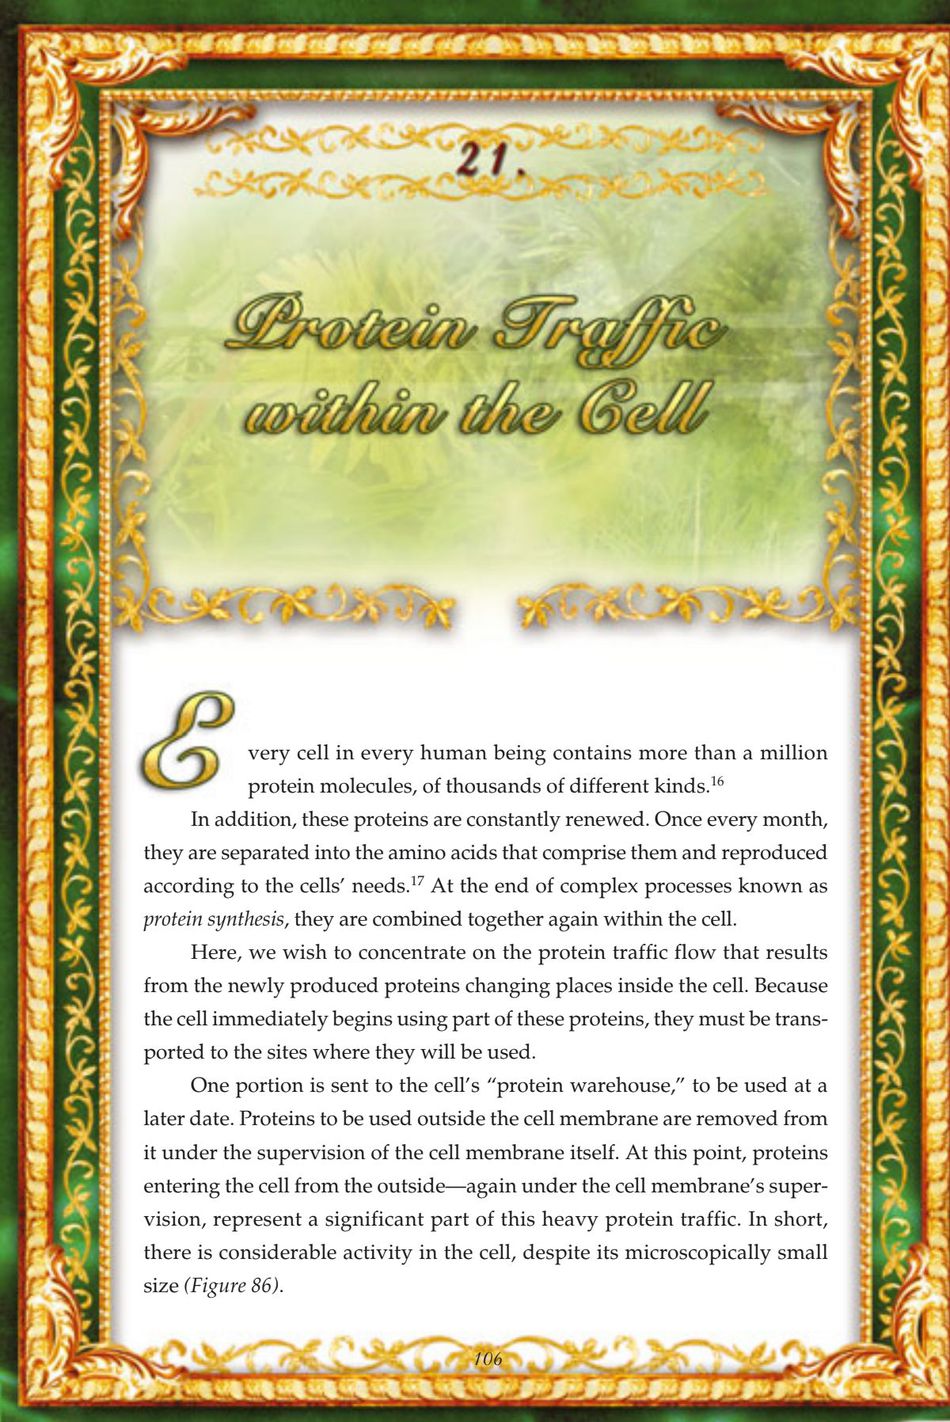 21.
Protein Traffic
within the Cell
Every cell in every human being contains more than a million
protein molecules, of thousands of different kinds.16
In addition, these proteins are constantly renewed. Once every month,
they are separated into the amino acids that comprise them and reproduced
according to the cells’ needs.17 At the end of complex processes known as
protein synthesis, they are combined together again within the cell.
Here, we wish to concentrate on the protein traffic flow that results
from the newly produced proteins changing places inside the cell. Because
the cell immediately begins using part of these proteins, they must be trans-
ported to the sites where they will be used.
One portion is sent to the cell’s “protein warehouse,” to be used at a
later date. Proteins to be used outside the cell membrane are removed from
it under the supervision of the cell membrane itself. At this point, proteins
entering the cell from the outside—again under the cell membrane’s super-
vision, represent a significant part of this heavy protein traffic. In short,
there is considerable activity in the cell, despite its microscopically small
size (Figure 86).
106